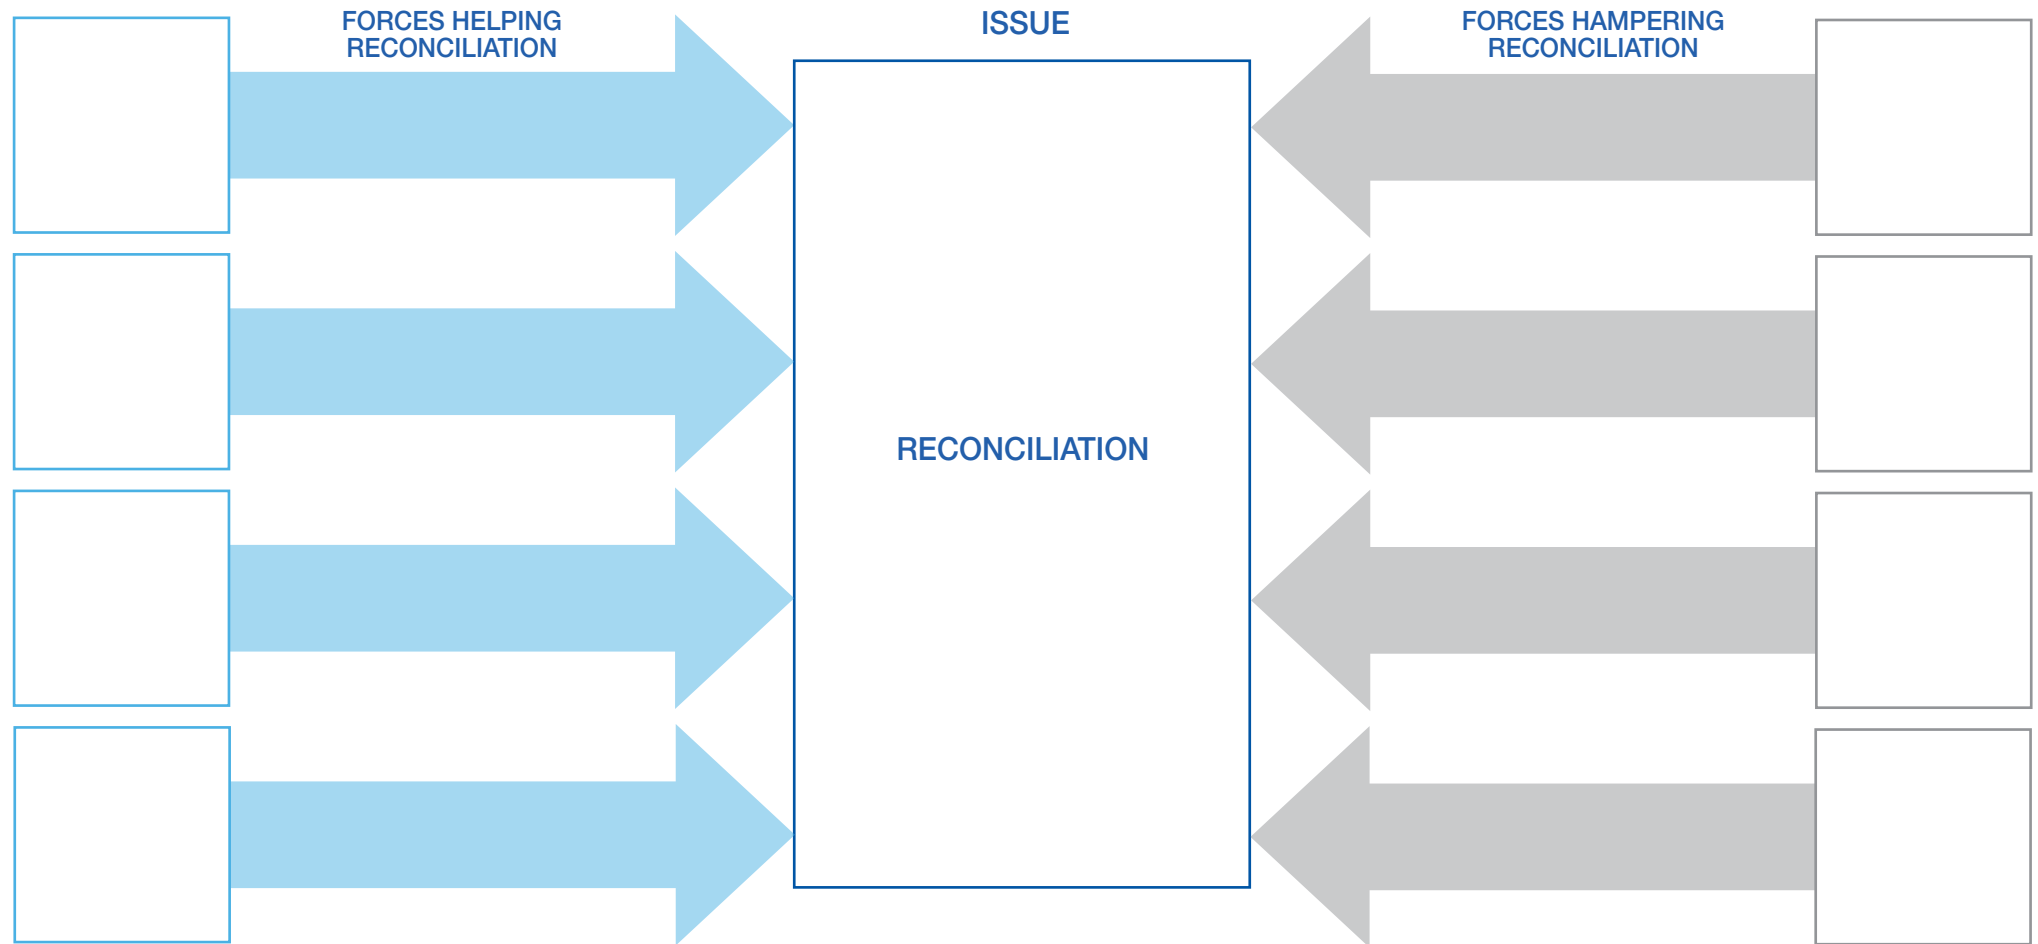 FORCES HELPING
RECONCILIATION
ISSUE
FORCES HAMPERING
RECONCILIATION
RECONCILIATION